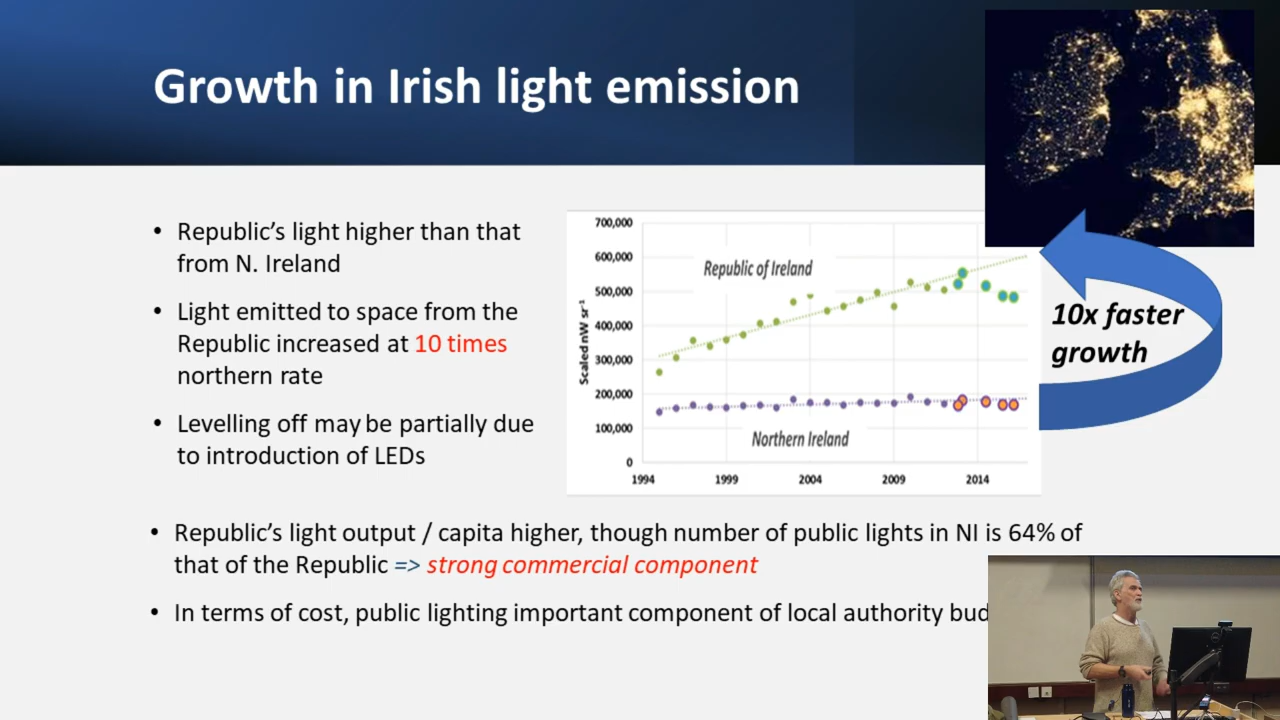 Growth in Irish light emission
• Republic's light higher than that
from N. Ireland
• Light emitted to space from the
Republic increased at 10 times
northern rate
• Levelling off may be partially due
to introduction of LEDs
700,000
600,000
500,000
400,000
300,000
200,000
100,000
0
Scaled nW sr⁻¹
Republic of Ireland
Northern Ireland
1994
1999
2004
2009
2014
10x faster
growth
• Republic's light output / capita higher, though number of public lights in NI is 64% of
that of the Republic => strong commercial component
• In terms of cost, public lighting important component of local authority bud